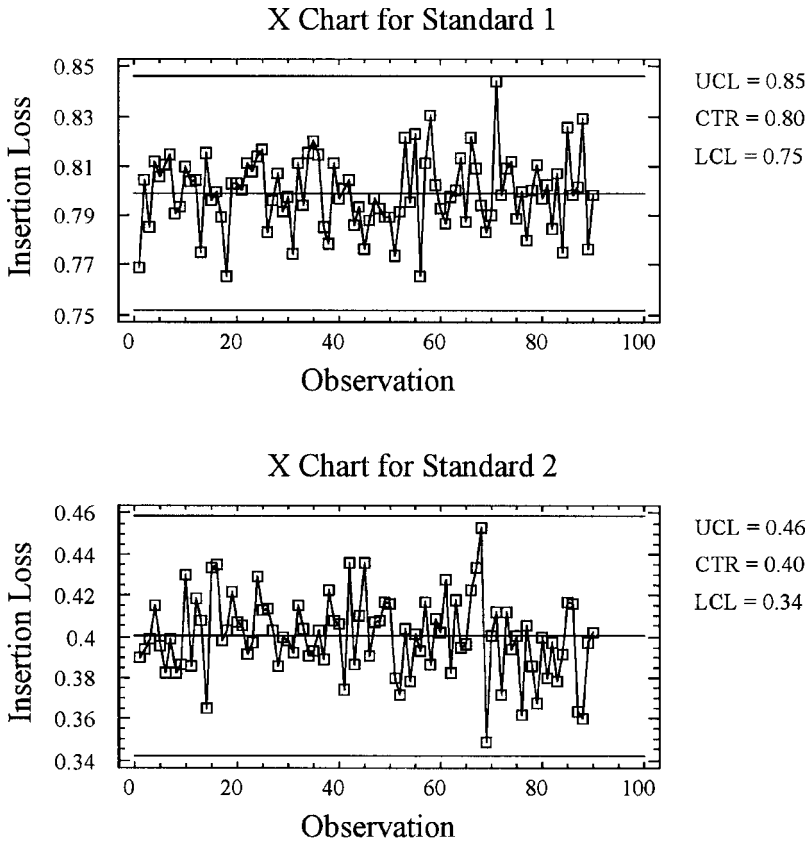 X Chart for Standard 1
0.85
0.83
0.81
0.79
0.77
0.75
Insertion Loss
UCL = 0.85
CTR = 0.80
LCL = 0.75
0 20 40 60 80 100
Observation
X Chart for Standard 2
0.46
0.44
0.42
0.4
0.38
0.36
0.34
Insertion Loss
UCL = 0.46
CTR = 0.40
LCL = 0.34
0 20 40 60 80 100
Observation